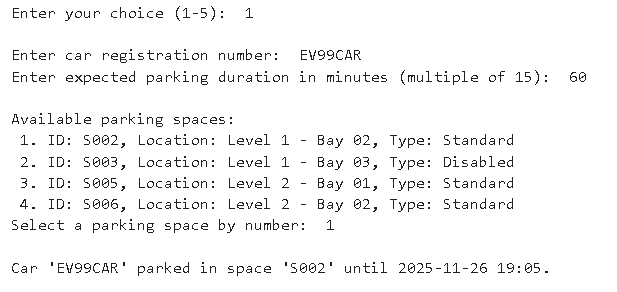 Enter your choice (1-5):  1
Enter car registration number:  EV99CAR
Enter expected parking duration in minutes (multiple of 15):  60
Available parking spaces:
1. ID: S002, Location: Level 1 - Bay 02, Type: Standard
2. ID: S003, Location: Level 1 - Bay 03, Type: Disabled
3. ID: S005, Location: Level 2 - Bay 01, Type: Standard
4. ID: S006, Location: Level 2 - Bay 02, Type: Standard
Select a parking space by number:  1
Car 'EV99CAR' parked in space 'S002' until 2025-11-26 19:05.